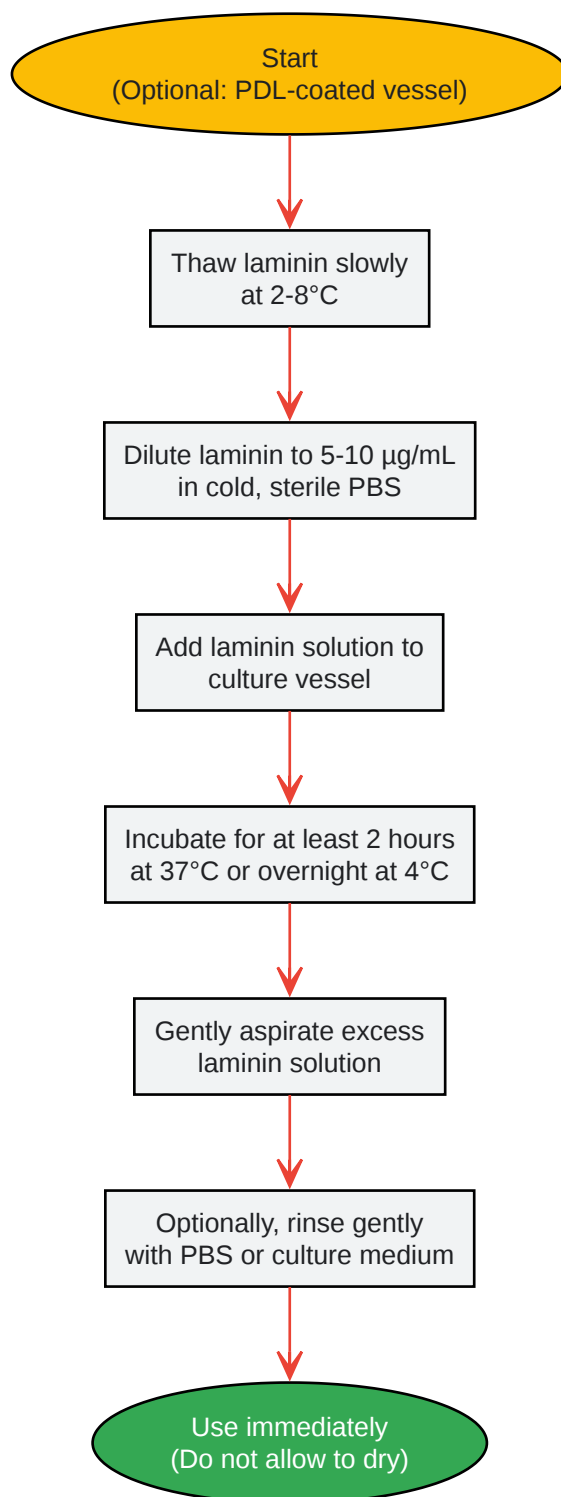 Start
(Optional: PDL-coated vessel)
Thaw laminin slowly
at 2-8°C
Dilute laminin to 5-10 µg/mL
in cold, sterile PBS
Add laminin solution to
culture vessel
Incubate for at least 2 hours
at 37°C or overnight at 4°C
Gently aspirate excess
laminin solution
Optionally, rinse gently
with PBS or culture medium
Use immediately
(Do not allow to dry)